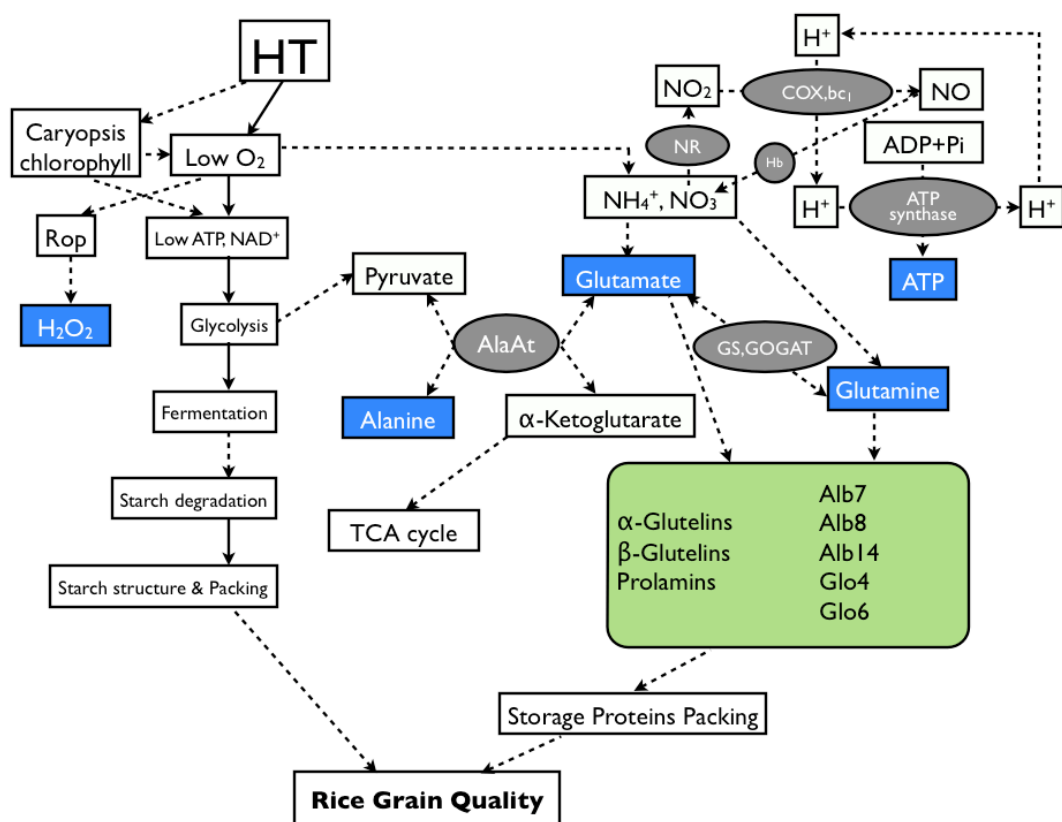 HT
H⁺
NO₂
COX,bc₁
NO
Caryopsis
chlorophyll
Low O₂
NR
Hb
ADP+Pi
NH₄⁺, NO₃⁻
H⁺
ATP
synthase
H⁺
Rop
Low ATP, NAD⁺
Pyruvate
Glutamate
ATP
H₂O₂
Glycolysis
AlaAt
GS,GOGAT
Glutamine
Fermentation
Alanine
α-Ketoglutarate
Starch degradation
TCA cycle
α-Glutelins
β-Glutelins
Prolamins
Alb7
Alb8
Alb14
Glo4
Glo6
Starch structure & Packing
Storage Proteins Packing
Rice Grain Quality